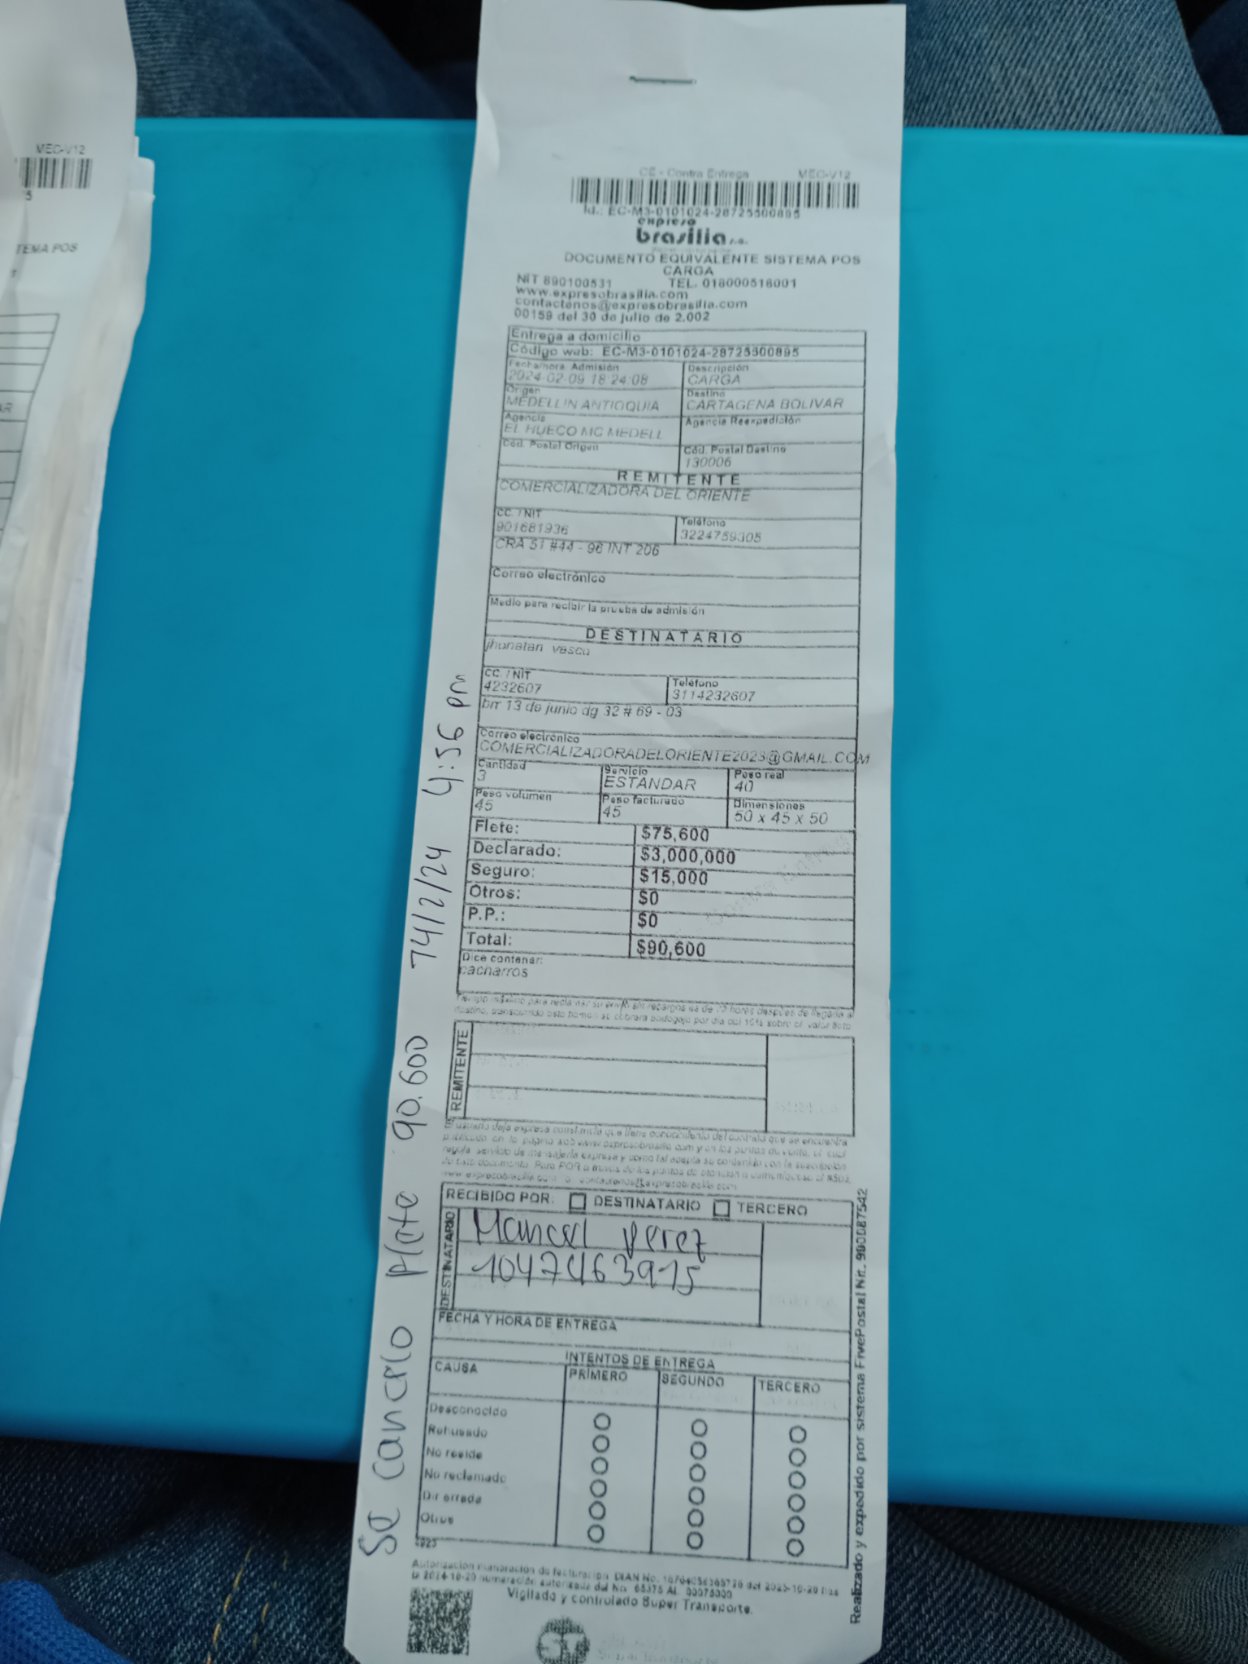 MEC-V12
TEMA POS
CE - Contra Entrega MEC-V12
Id.: EC-M3-0101024-28725300895
expreso
brasilia s.a.
DOCUMENTO EQUIVALENTE SISTEMA POS
CARGA
NIT 890100531 TEL. 018000518001
www.expresobrasilia.com
contactenos@expresobrasilia.com
00159 del 30 de julio de 2.002
Entrega a domicilio
Código web: EC-M3-0101024-28725300895
Fecha/hora Admisión Descripción
2024-02-09 18:24:08 CARGA
Origen Destino
MEDELLIN ANTIOQUIA CARTAGENA BOLIVAR
Agencia Agencia Reexpedición
EL HUECO MC MEDELL
Cód. Postal Origen Cód. Postal Destino
130006
REMITENTE
COMERCIALIZADORA DEL ORIENTE
CC. / NIT Teléfono
901681936 3224759305
CRA 51 #44 - 96 INT 206
Correo electrónico
Medio para recibir la prueba de admisión
DESTINATARIO
jhonatan vasco
CC. / NIT Teléfono
4232607 3114232607
brr 13 de junio dg 32 # 69 - 03
Correo electrónico
COMERCIALIZADORADELORIENTE2023@GMAIL.COM
Cantidad Servicio Peso real
3 ESTANDAR 40
Peso volumen Peso facturado Dimensiones
45 45 50 x 45 x 50
Flete: $75,600
Declarado: $3,000,000
Seguro: $15,000
Otros: $0
P.P.: $0
Total: $90,600
Dice contener:
cacharros
REMITENTE
RECIBIDO POR: DESTINATARIO TERCERO
DESTINATARIO
Manuel Perez
1047463975
FECHA Y HORA DE ENTREGA
INTENTOS DE ENTREGA
CAUSA PRIMERO SEGUNDO TERCERO
Desconocido
Rehusado
No reside
No reclamado
Dir errada
Otros
Vigilado y controlado Super Transporte.
Realizado y expedido por sistema FivePostal Nit. 900087542
Se cancelo flete 90.600 14/2/24 4:56 pm